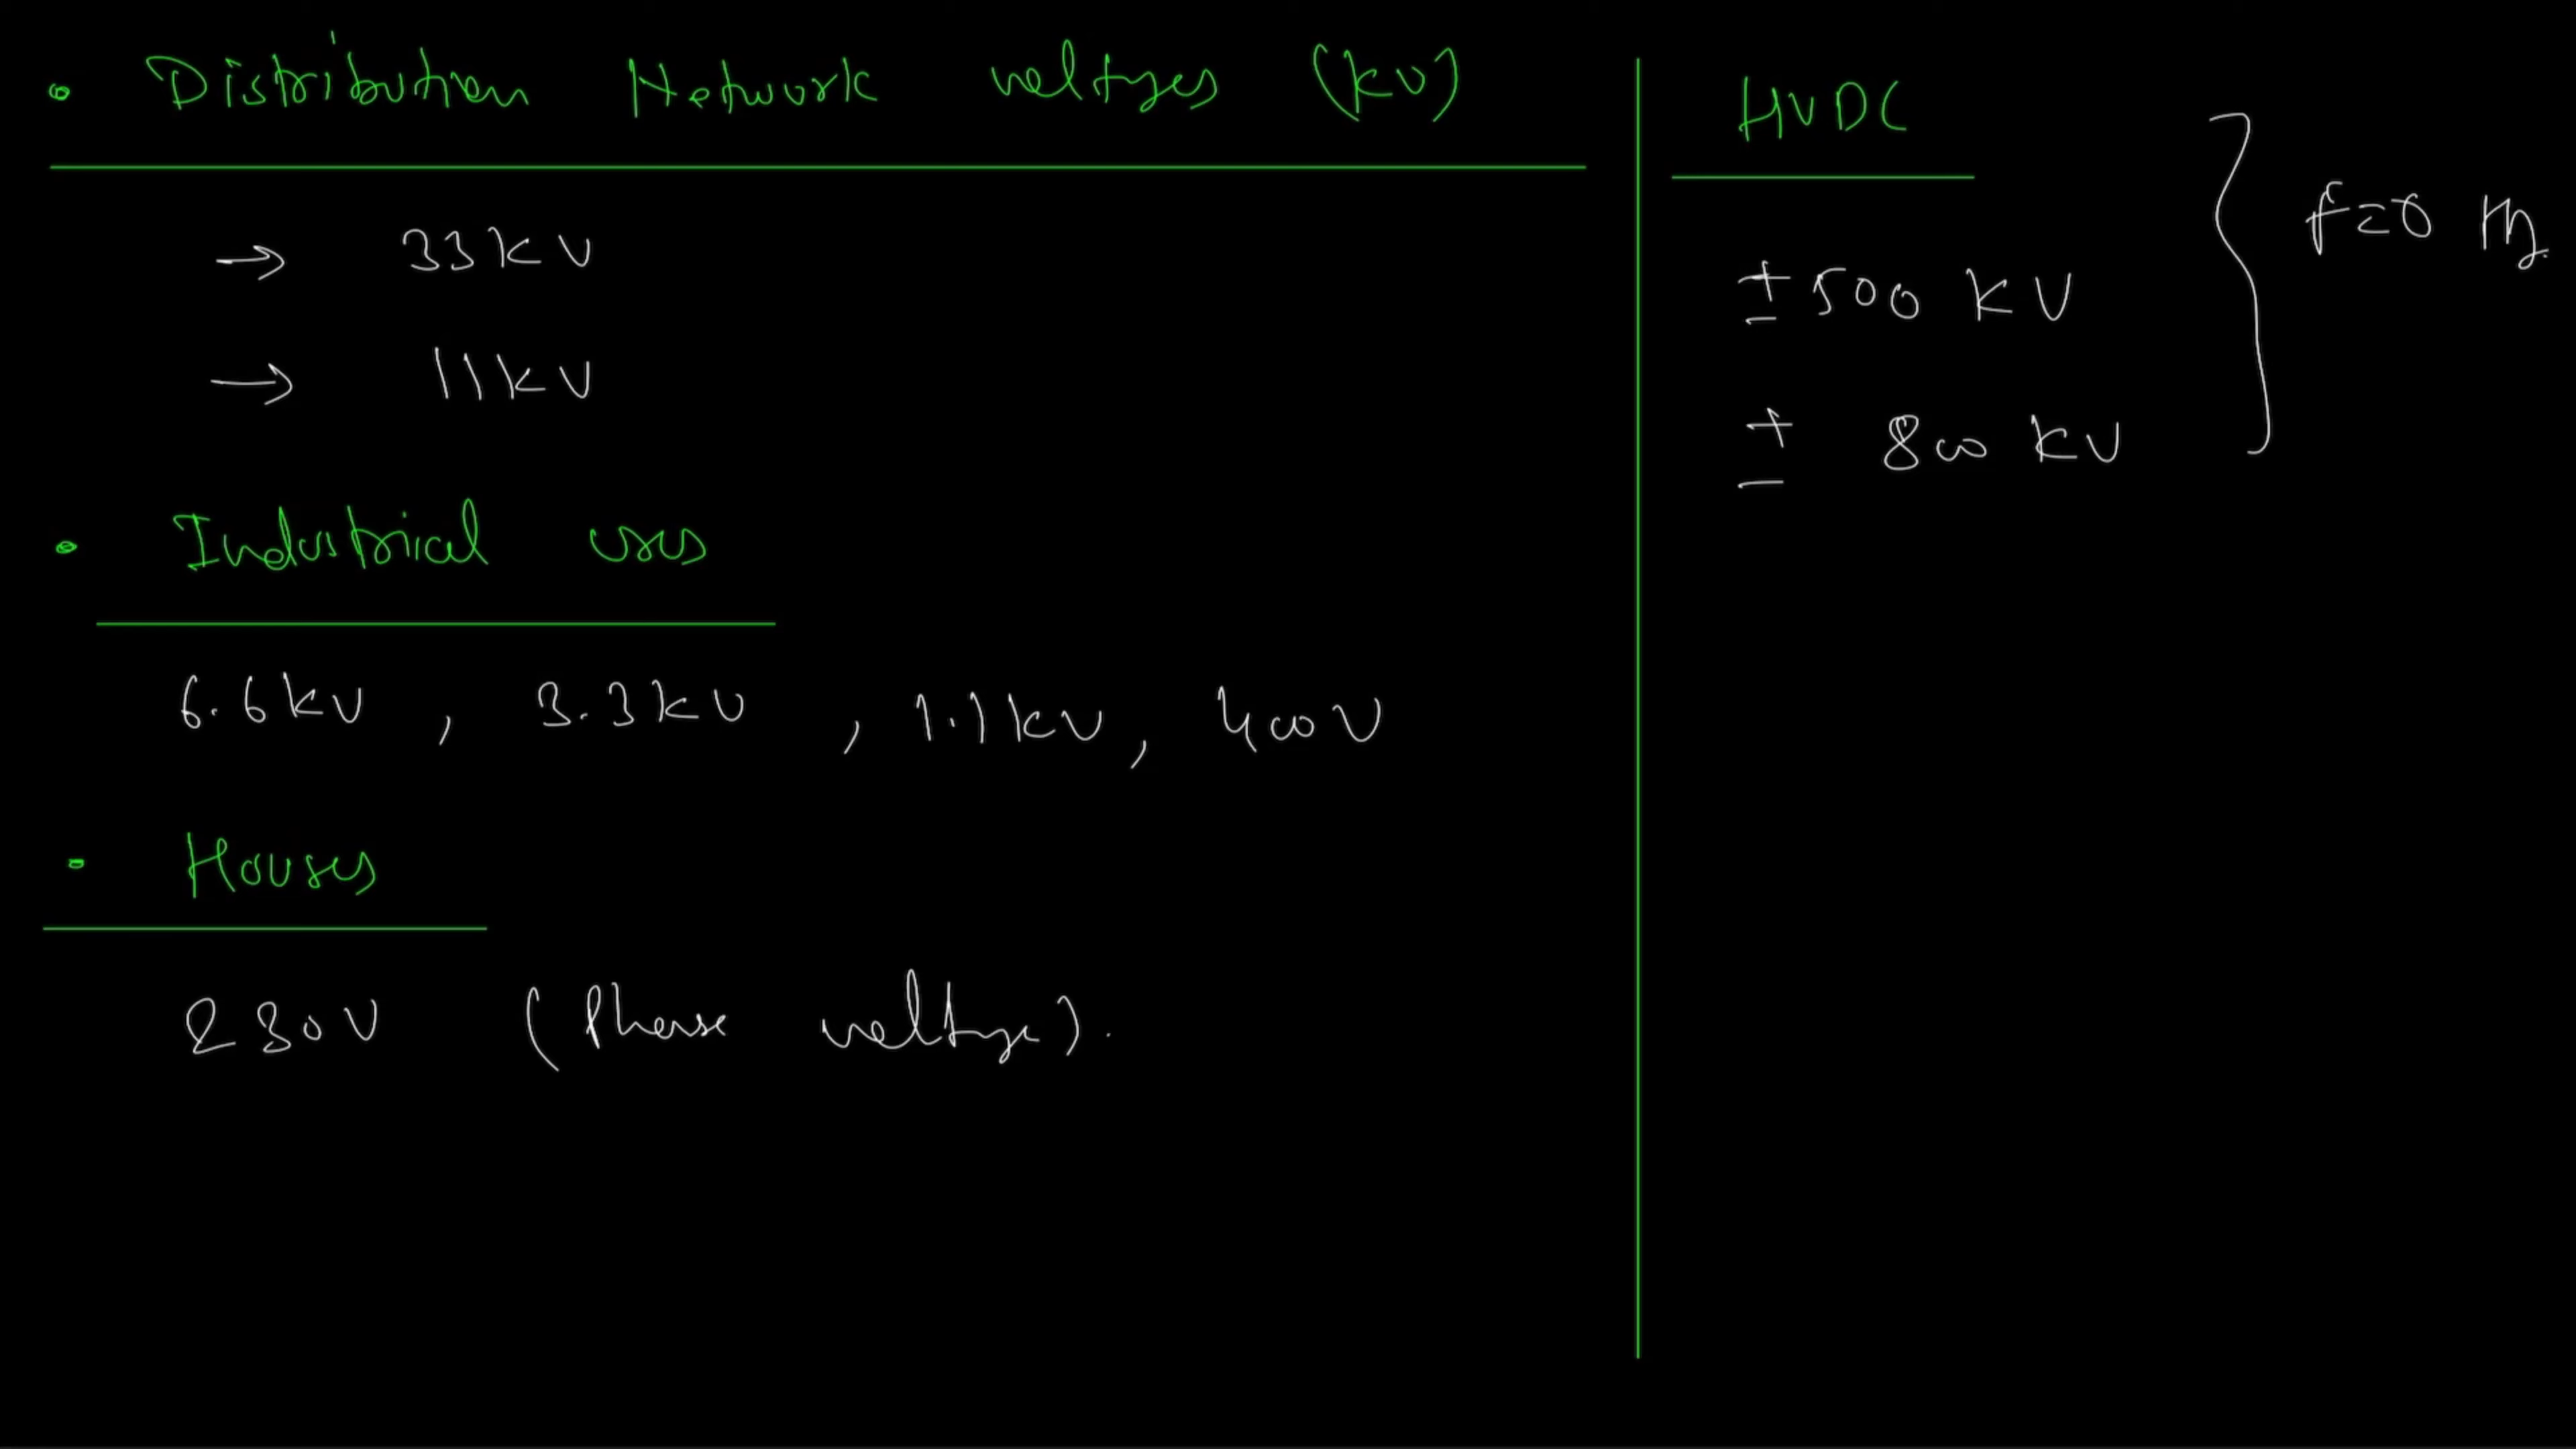 • Distribution Network voltages (kV)
→ 33kV
→ 11kV
• Industrial uses
6.6kV , 3.3kV , 1.1kV, 400V
• Houses
230V (Phase voltage).
HVDC
± 500 kV
± 800 kV
f=0 Hz